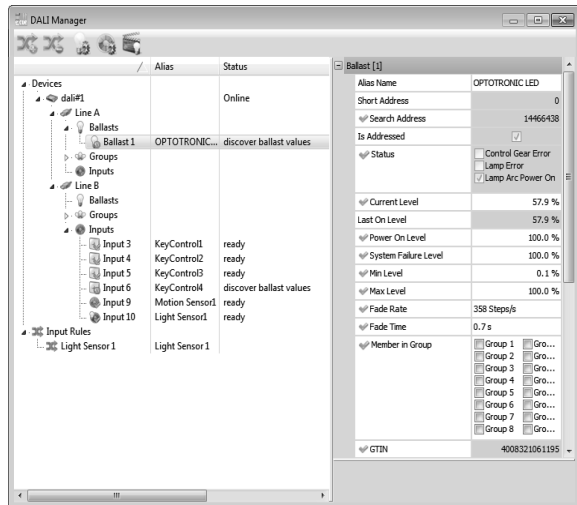 DALI Manager
/ Alias Status
Devices
dali#1 Online
Line A
Ballasts
Ballast 1 OPTOTRONIC... discover ballast values
Groups
Inputs
Line B
Ballasts
Groups
Inputs
Input 3 KeyControl1 ready
Input 4 KeyControl2 ready
Input 5 KeyControl3 ready
Input 6 KeyControl4 discover ballast values
Input 9 Motion Sensor1 ready
Input 10 Light Sensor1 ready
Input Rules
Light Sensor 1 Light Sensor 1
Ballast [1]
Alias Name OPTOTRONIC LED
Short Address 0
Search Address 14466438
Is Addressed
Status Control Gear Error
Lamp Error
Lamp Arc Power On
Current Level 57.9 %
Last On Level 57.9 %
Power On Level 100.0 %
System Failure Level 100.0 %
Min Level 0.1 %
Max Level 100.0 %
Fade Rate 358 Steps/s
Fade Time 0.7 s
Member in Group Group 1 Gro...
Group 2 Gro...
Group 3 Gro...
Group 4 Gro...
Group 5 Gro...
Group 6 Gro...
Group 7 Gro...
Group 8 Gro...
GTIN 4008321061195